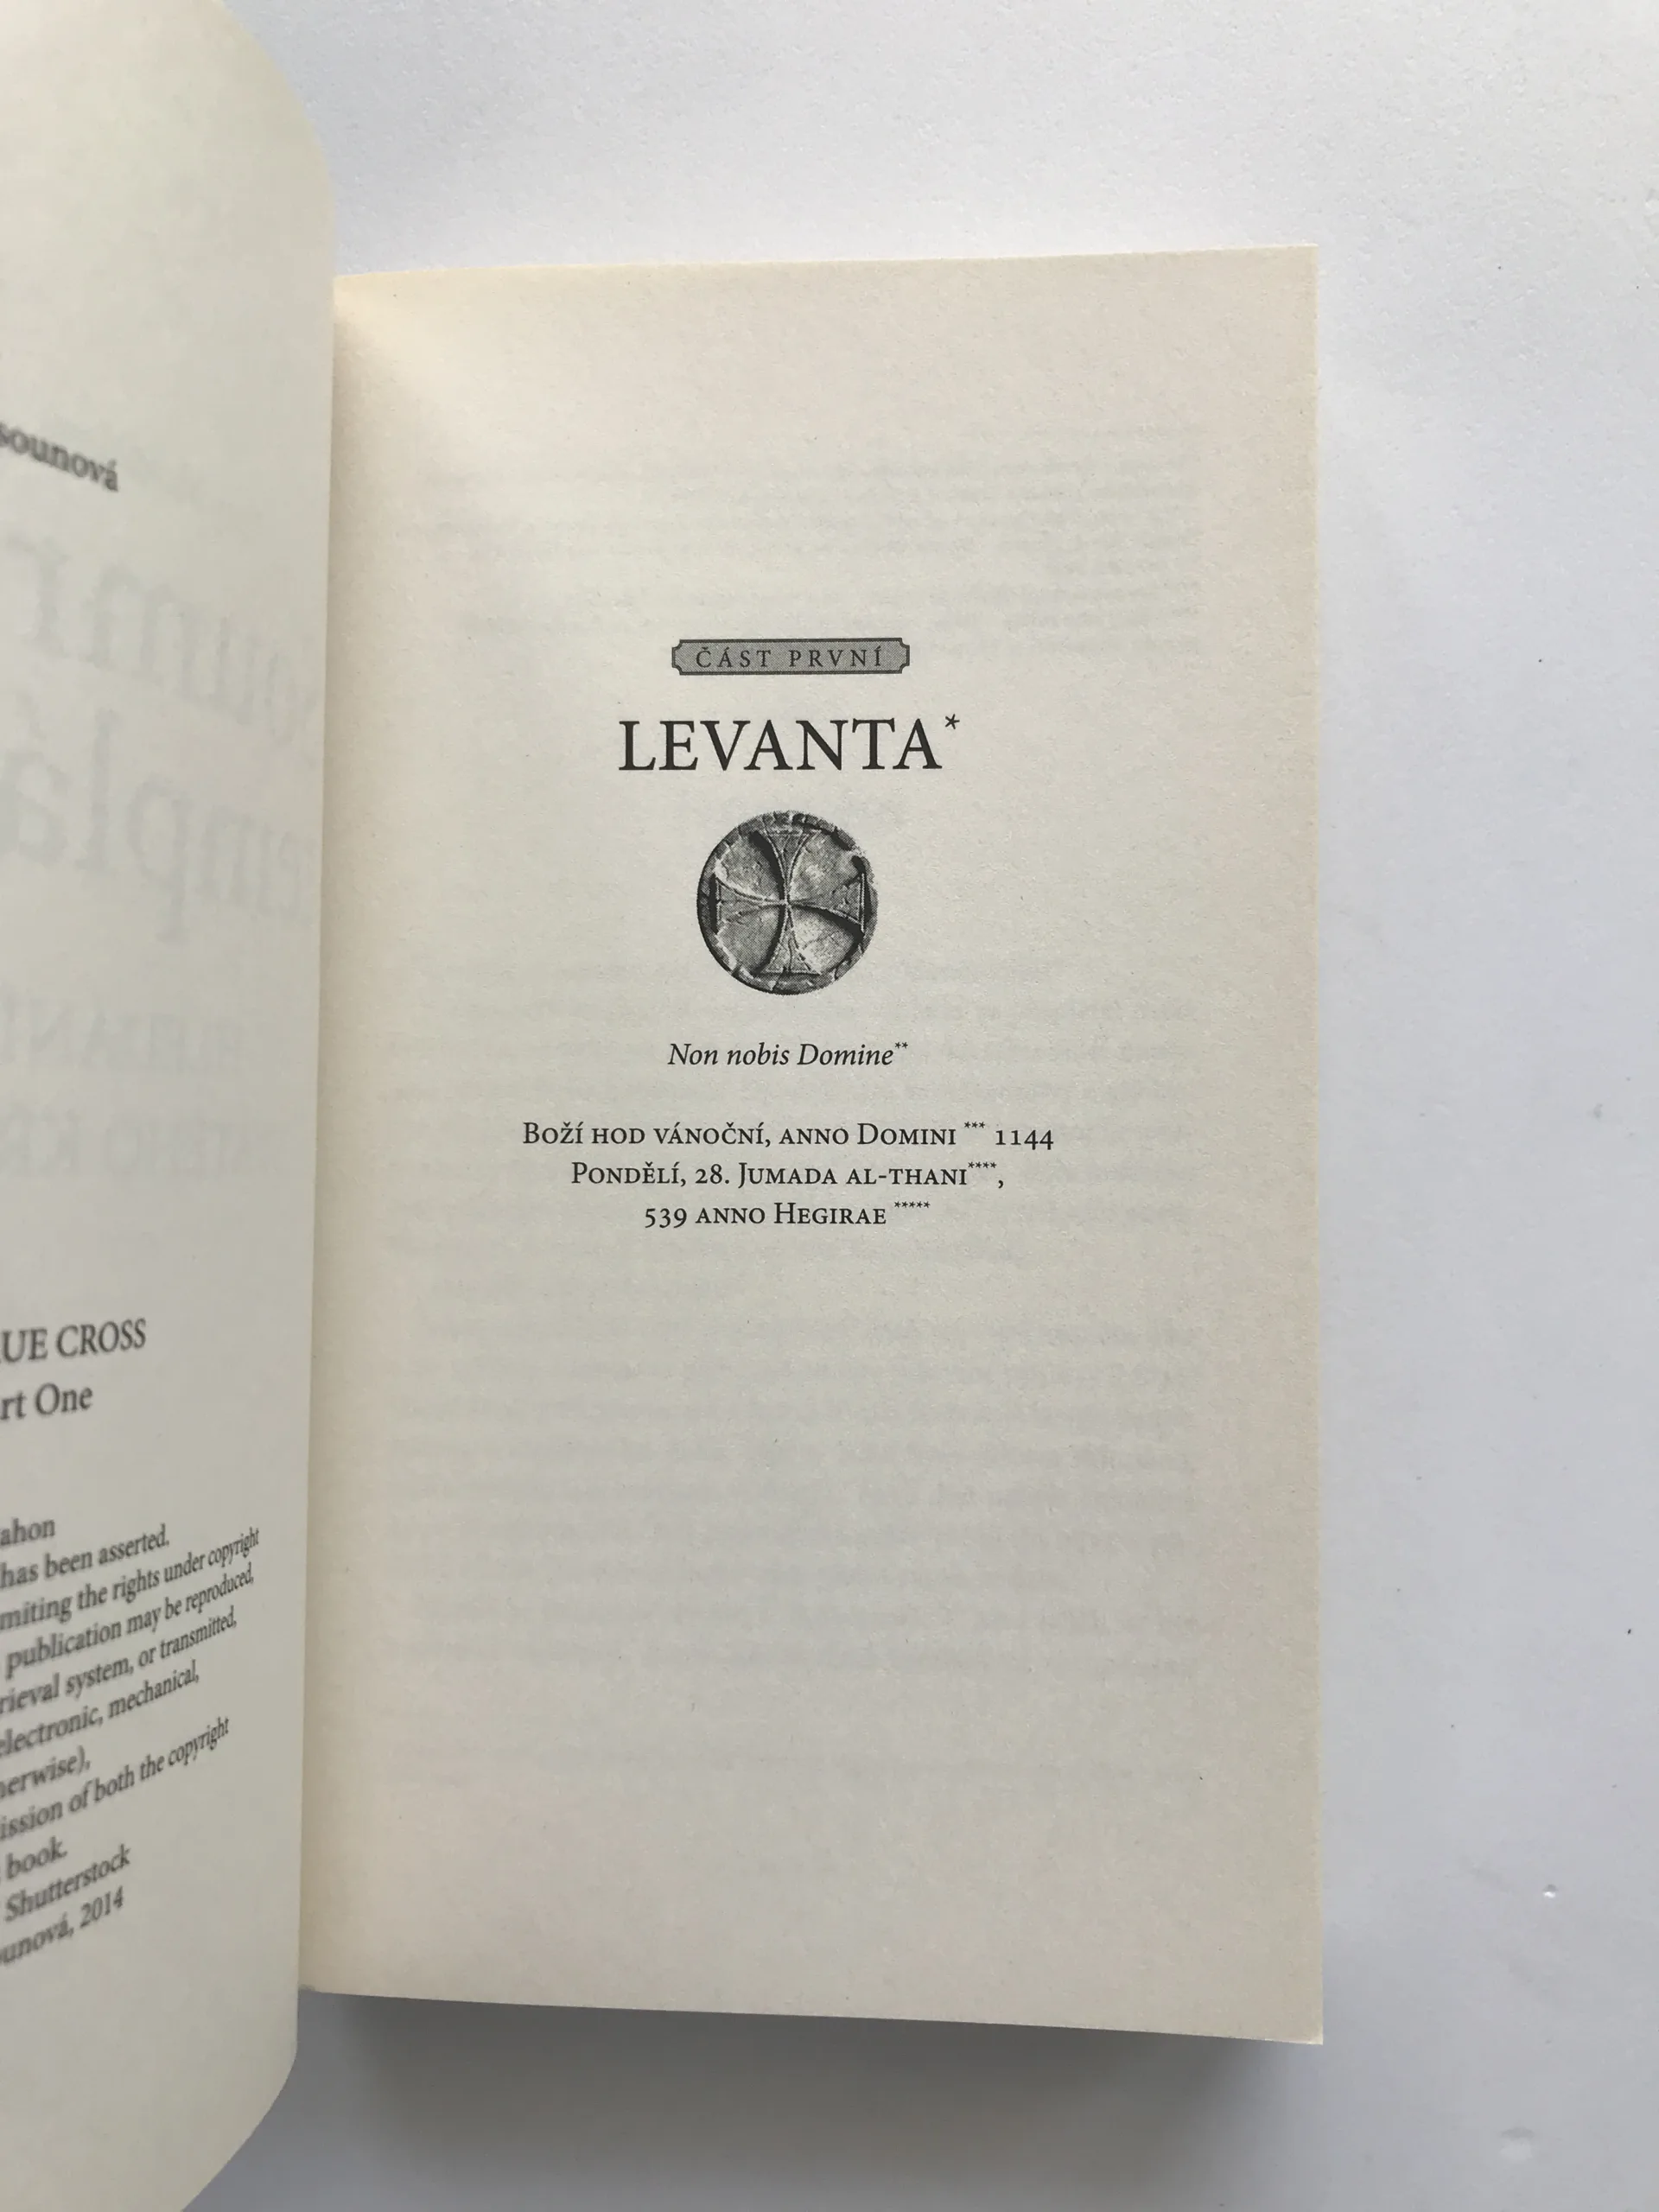 sounová
UE CROSS
rt One
ahon
has been asserted.
miting the rights under copyright
publication may be reproduced,
rieval system, or transmitted,
electronic, mechanical,
herwise),
ission of both the copyright
book.
Shutterstock
ounová, 2014
ČÁST PRVNÍ
LEVANTA*
Non nobis Domine**
Boží hod vánoční, anno Domini *** 1144
Pondělí, 28. Jumada al-thani****,
539 anno Hegirae *****